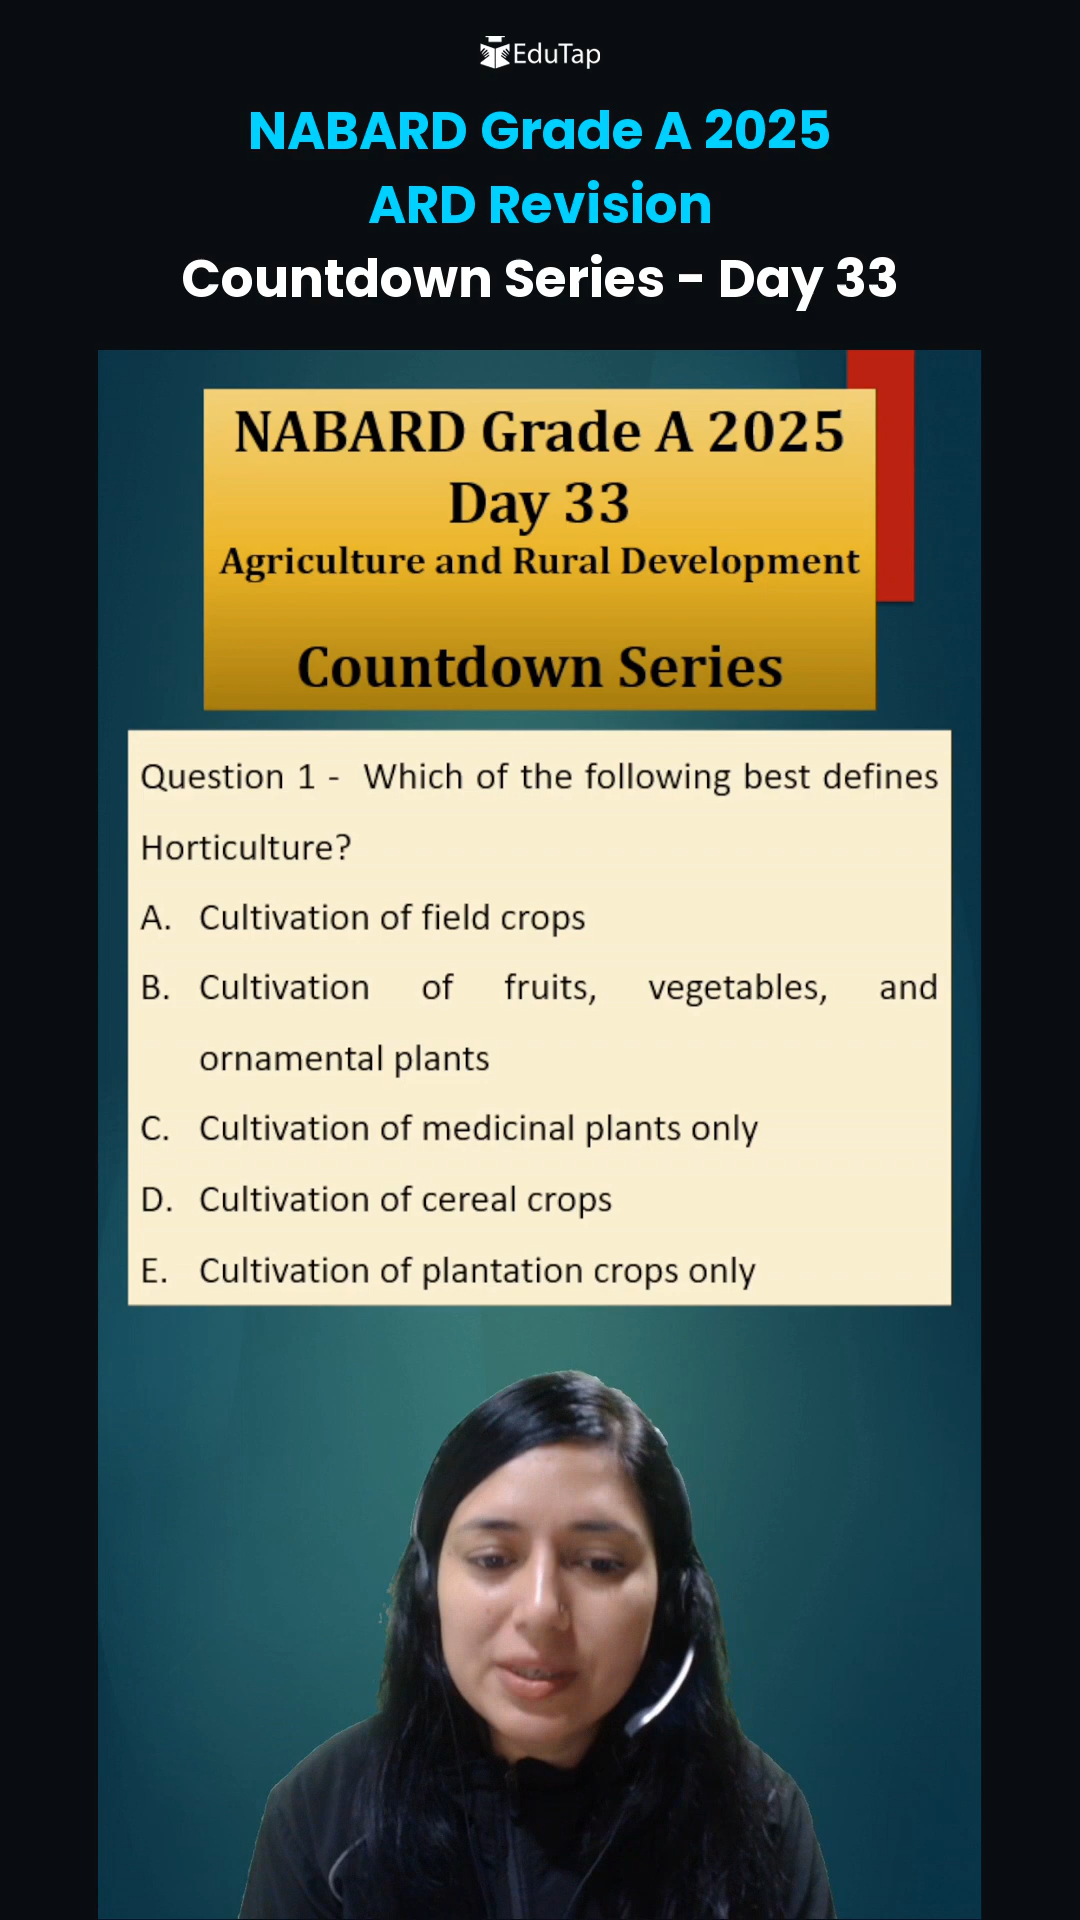 EduTap
NABARD Grade A 2025
ARD Revision
Countdown Series - Day 33
NABARD Grade A 2025
Day 33
Agriculture and Rural Development
Countdown Series
Question 1 - Which of the following best defines
Horticulture?
A. Cultivation of field crops
B. Cultivation of fruits, vegetables, and
ornamental plants
C. Cultivation of medicinal plants only
D. Cultivation of cereal crops
E. Cultivation of plantation crops only